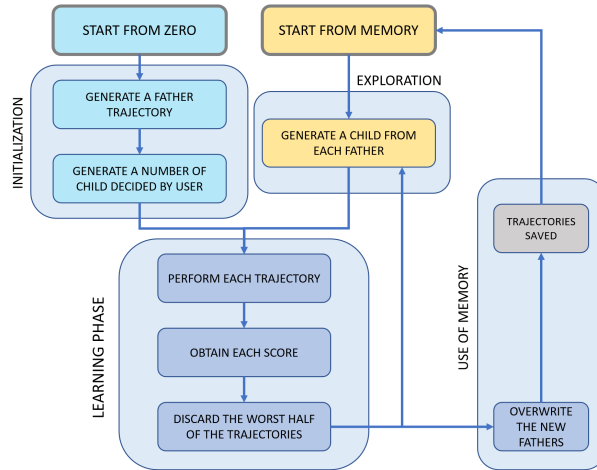 START FROM ZERO
START FROM MEMORY
EXPLORATION
INITIALIZATION
GENERATE A FATHER
TRAJECTORY
GENERATE A NUMBER OF
CHILD DECIDED BY USER
GENERATE A CHILD FROM
EACH FATHER
LEARNING PHASE
PERFORM EACH TRAJECTORY
OBTAIN EACH SCORE
DISCARD THE WORST HALF
OF THE TRAJECTORIES
USE OF MEMORY
TRAJECTORIES
SAVED
OVERWRITE
THE NEW
FATHERS